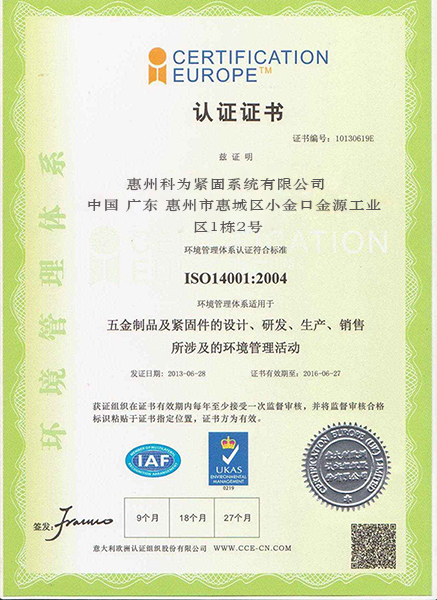 CERTIFICATION
EUROPE™
认证证书
证书编号：10130619E
兹 证 明
惠州科为紧固系统有限公司
中国 广东 惠州市惠城区小金口金源工业
区1栋2号
环境管理体系认证符合标准
ISO14001:2004
环境管理体系适用于
五金制品及紧固件的设计、研发、生产、销售
所涉及的环境管理活动
发证日期：2013-06-28 证书有效期至：2016-06-27
获证组织在证书有效期内每年至少接受一次监督审核，并将监督审核合格
标识粘贴于证书指定位置，证书方为有效。
环境管理体系
IAF
UKAS
ENVIRONMENTAL
MANAGEMENT
0219
CERTIFICATION EUROPE
签发：
9个月 18个月 27个月
意大利欧洲认证组织股份有限公司 WWW.CCE-CN.COM